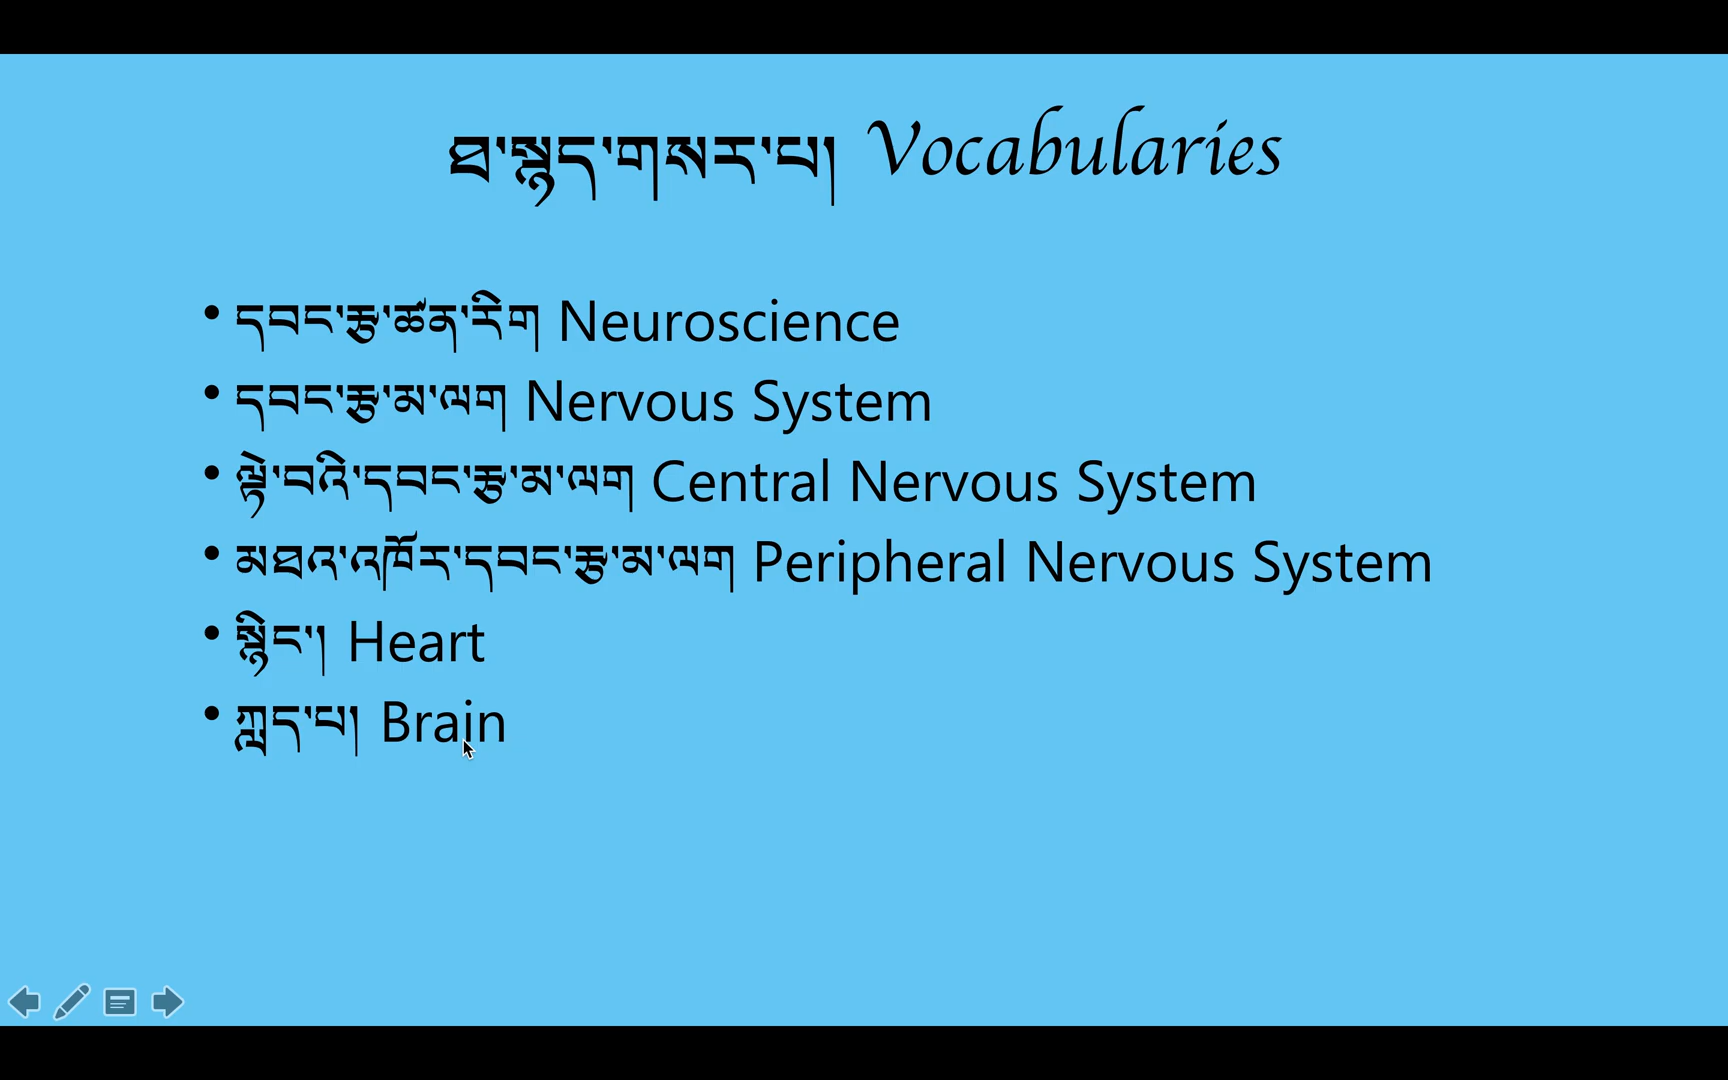 ཐ་སྙད་གསར་པ། Vocabularies
• དབང་རྩ་ཚན་རིག Neuroscience
• དབང་རྩ་མ་ལག Nervous System
• ལྟེ་བའི་དབང་རྩ་མ་ལག Central Nervous System
• མཐའ་འཁོར་དབང་རྩ་མ་ལག Peripheral Nervous System
• སྙིང་། Heart
• ཀླད་པ། Brain